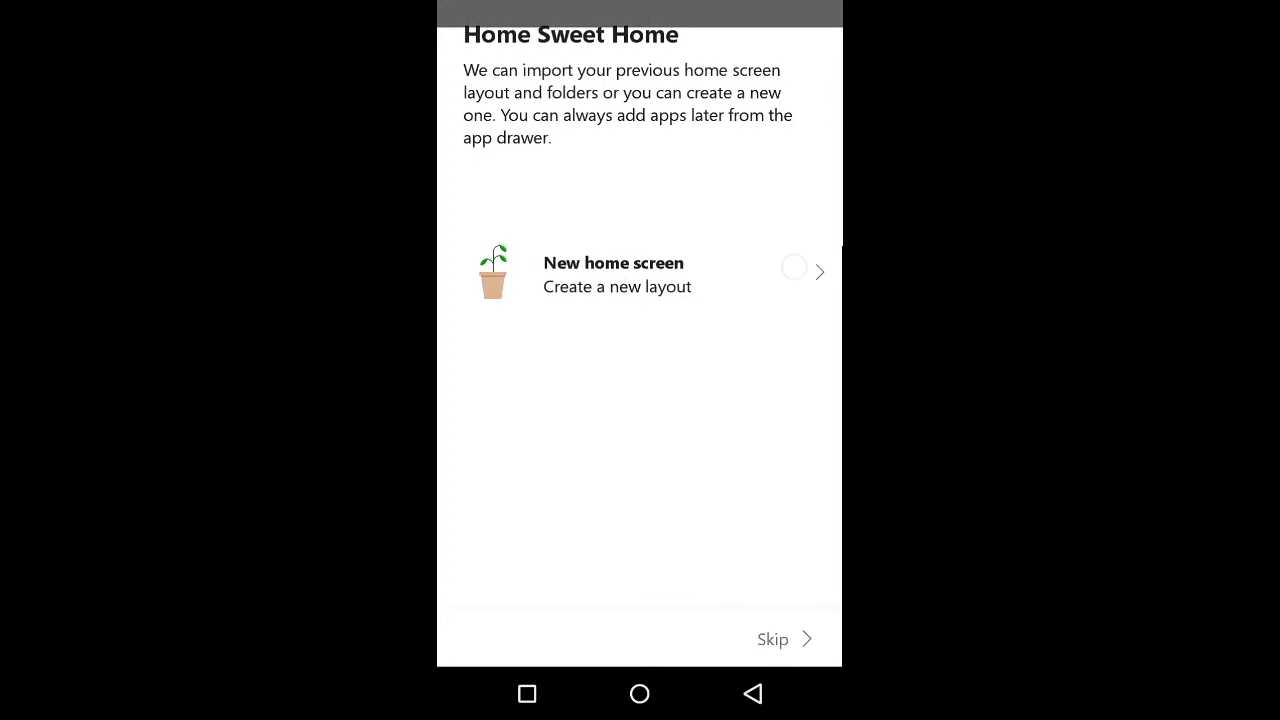 Home Sweet Home
We can import your previous home screen
layout and folders or you can create a new
one. You can always add apps later from the
app drawer.
New home screen
Create a new layout
Skip